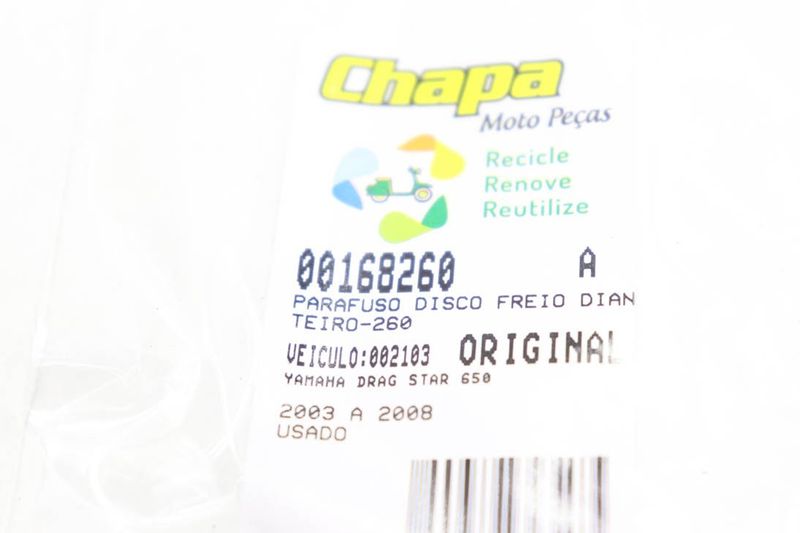 Chapa
Moto Peças
Recicle
Renove
Reutilize
00168260 A
PARAFUSO DISCO FREIO DIAN
TEIRO-260
VEICULO:002103 ORIGINAL
YAMAHA DRAG STAR 650
2003 A 2008
USADO